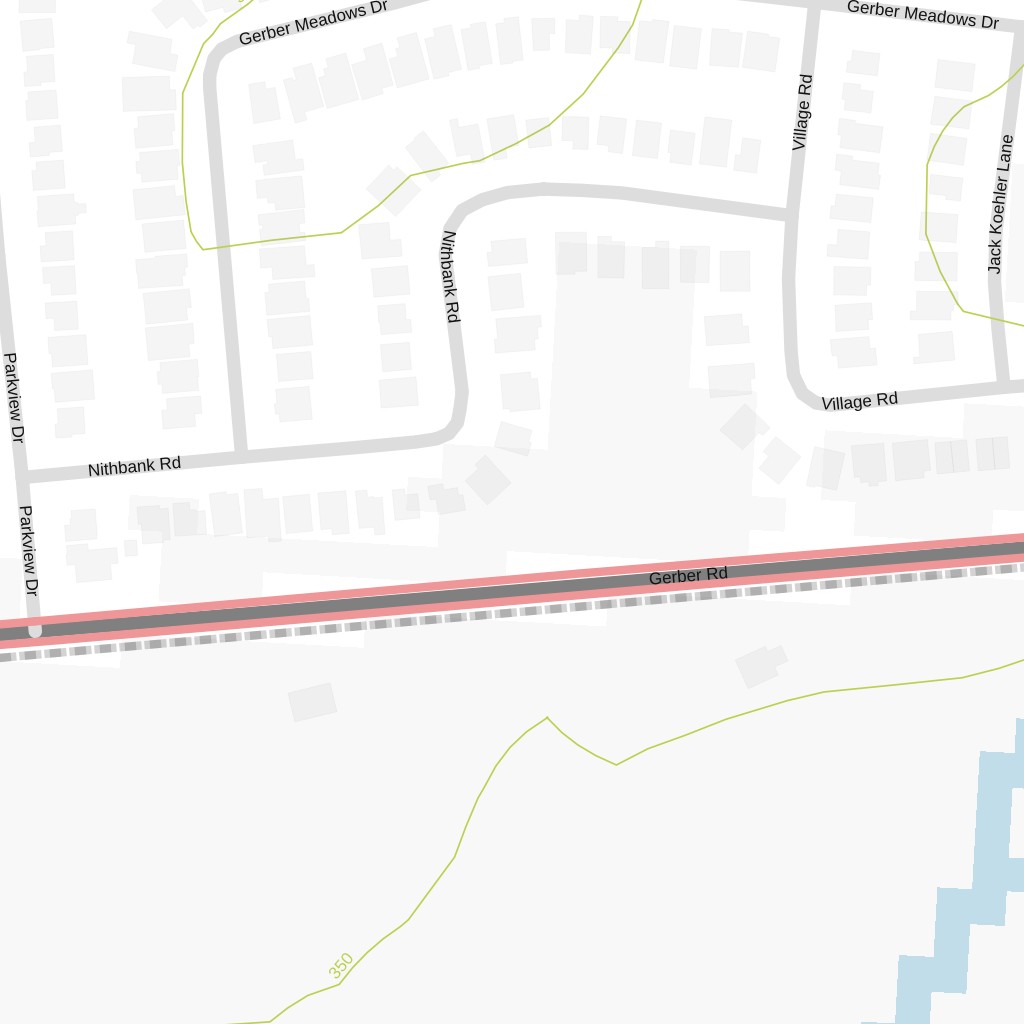 Gerber Meadows Dr
Gerber Meadows Dr
Village Rd
Jack Koehler Lane
Nithbank Rd
Parkview Dr
Village Rd
Nithbank Rd
Parkview Dr
Gerber Rd
350